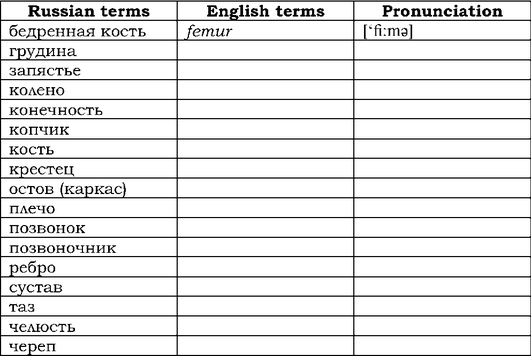 Russian terms English terms Pronunciation
бедренная кость femur [‘fi:mə]
грудина
запястье
колено
конечность
копчик
кость
крестец
остов (каркас)
плечо
позвонок
позвоночник
ребро
сустав
таз
челюсть
череп